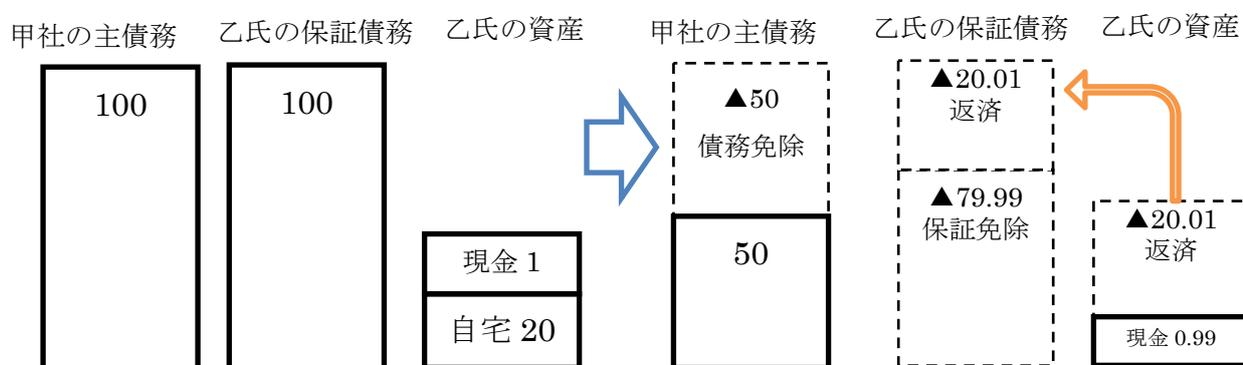 甲社の主債務
乙氏の保証債務
乙氏の資産
100
100
現金 1
自宅 20
甲社の主債務
乙氏の保証債務
乙氏の資産
▲50
債務免除
50
▲20.01
返済
▲79.99
保証免除
▲20.01
返済
現金 0.99